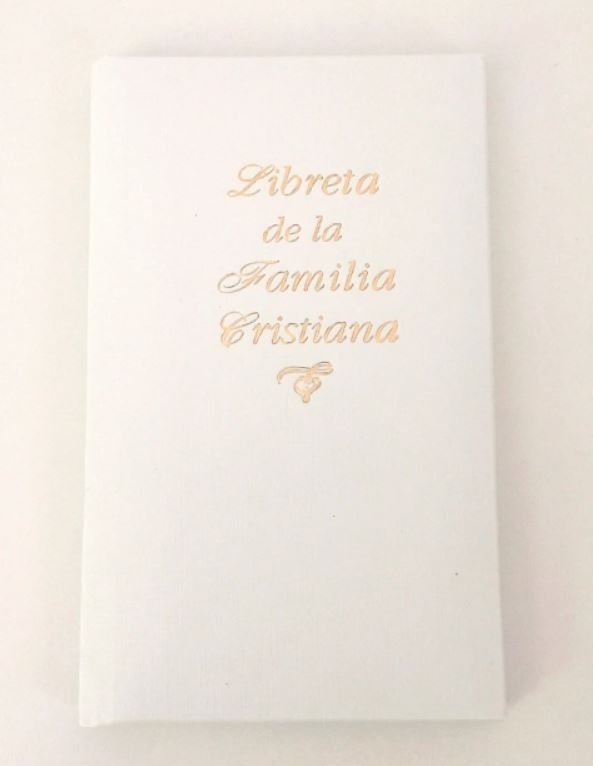 Libreta
de la
Familia
Cristiana